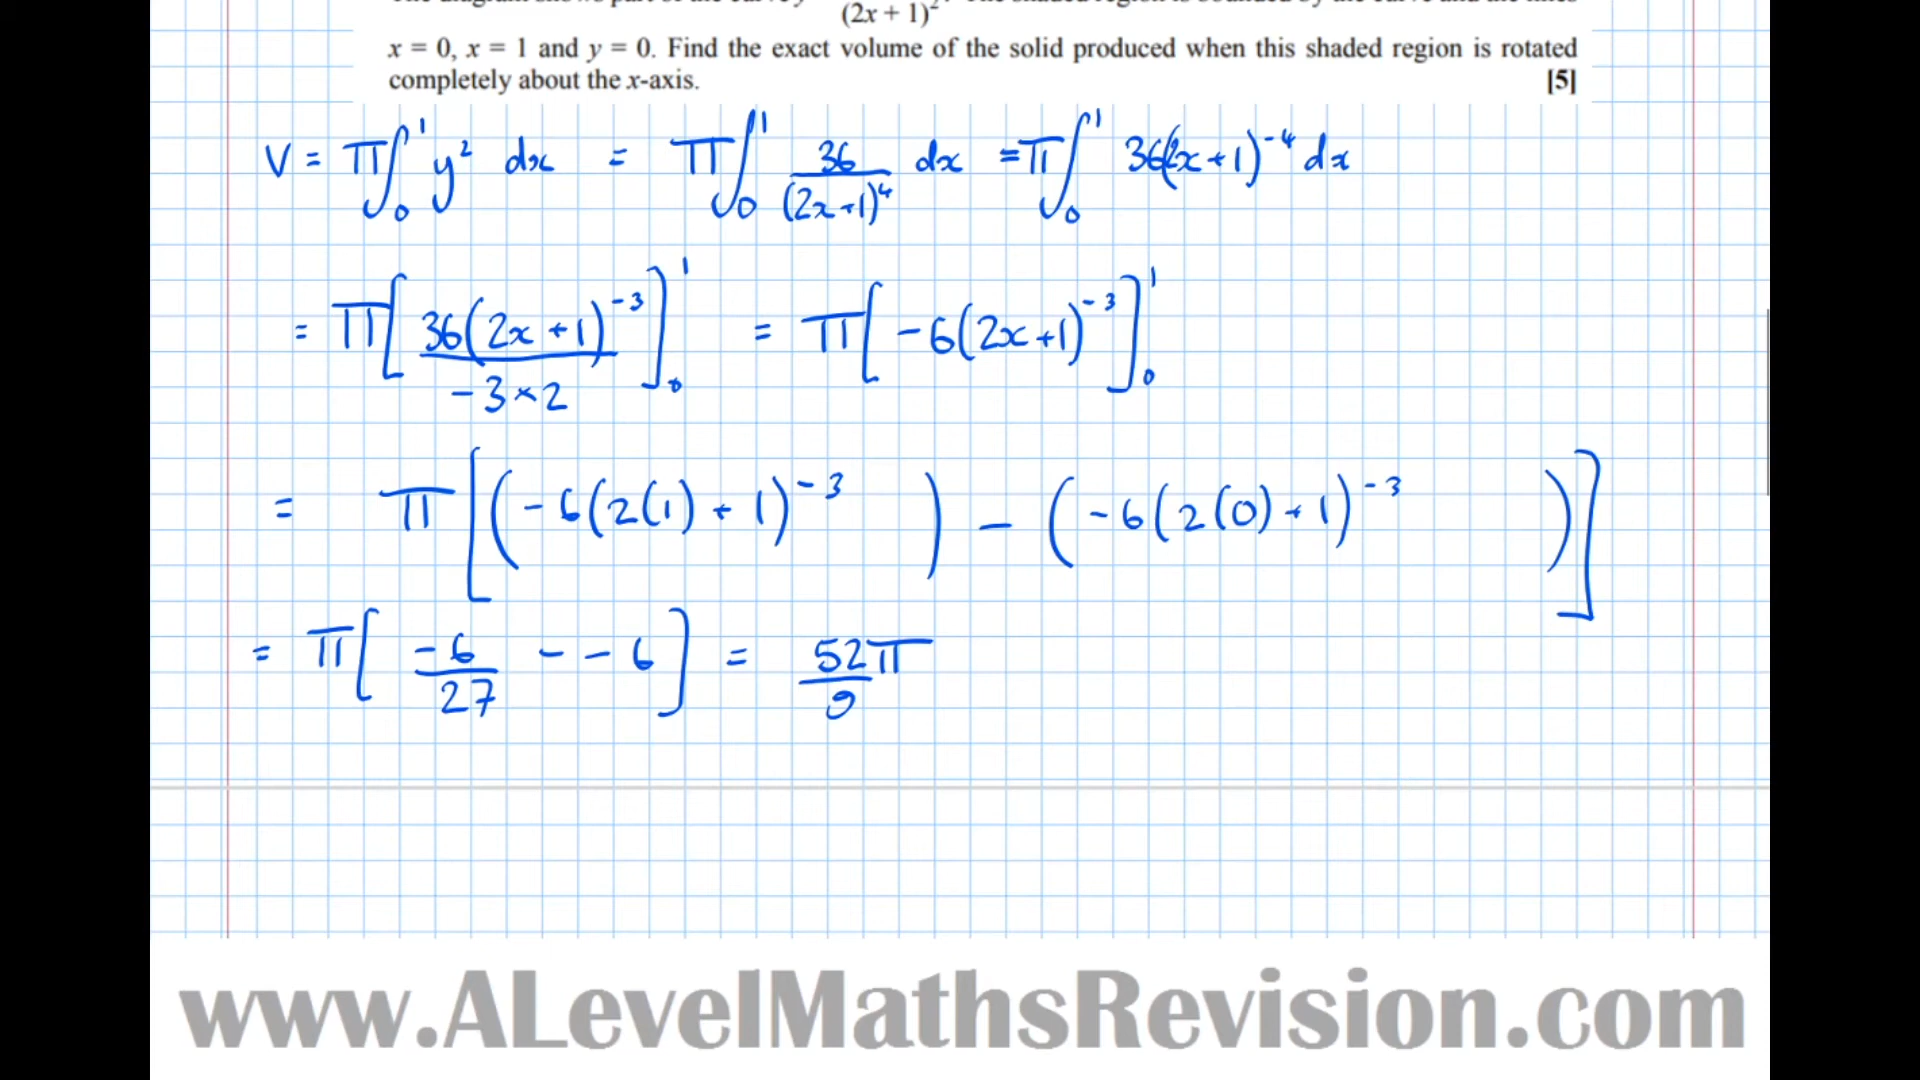 (2x + 1)²
x = 0, x = 1 and y = 0. Find the exact volume of the solid produced when this shaded region is rotated
completely about the x-axis. [5]
V = π∫₀¹ y² dx = π∫₀¹ 36/(2x+1)⁴ dx = π∫₀¹ 36(2x+1)⁻⁴ dx
= π[36(2x+1)⁻³/(-3×2)]₀¹ = π[-6(2x+1)⁻³]₀¹
= π[(-6(2(1)+1)⁻³) - (-6(2(0)+1)⁻³)]
= π[-6/27 - -6] = 52π/9
www.ALevelMathsRevision.com